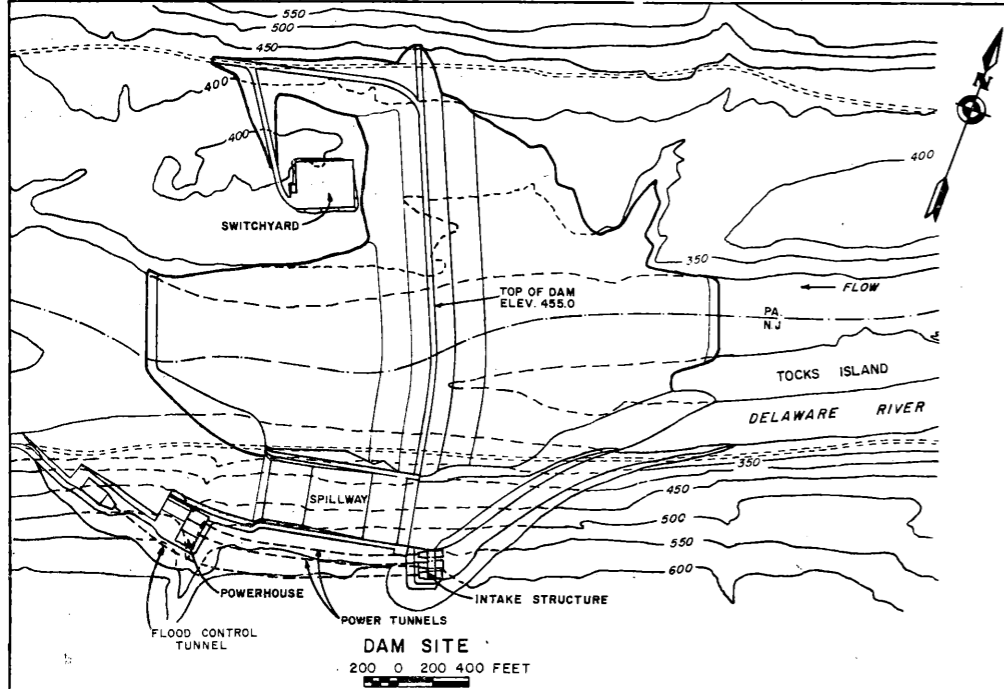 550
500
450
N
400
400
400
SWITCHYARD
350
TOP OF DAM
ELEV. 455.0
FLOW
PA.
N.J
TOCKS ISLAND
DELAWARE RIVER
350
450
SPILLWAY
500
550
600
POWERHOUSE
INTAKE STRUCTURE
POWER TUNNELS
FLOOD CONTROL
TUNNEL
DAM SITE
200 0 200 400 FEET